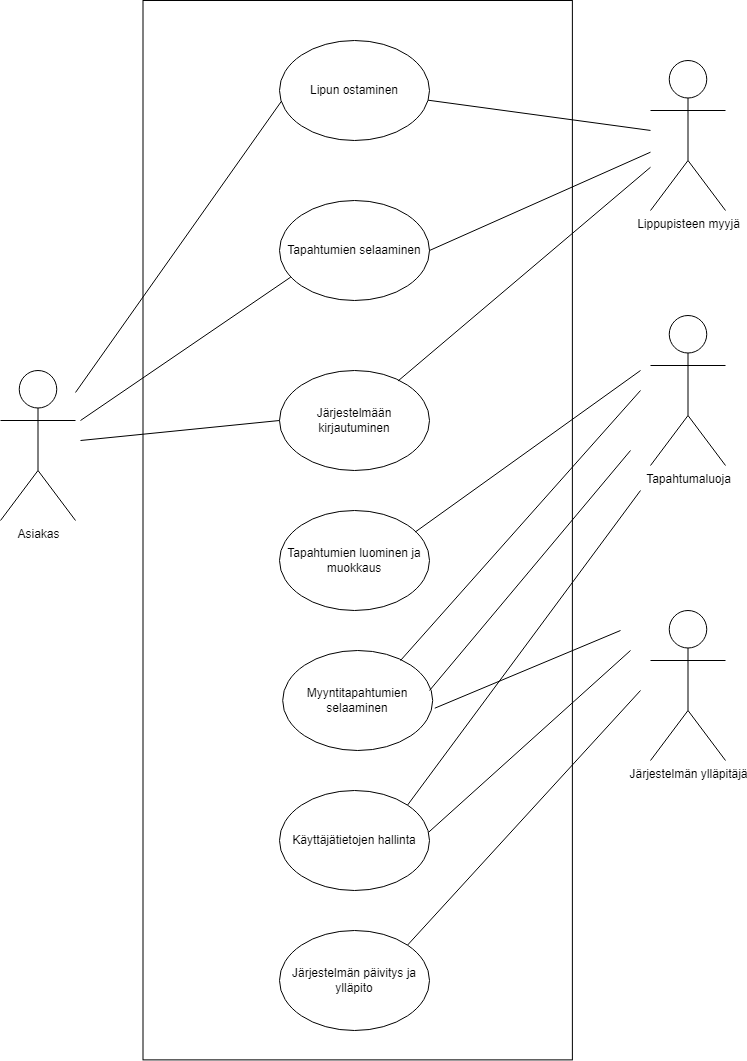 Lipun ostaminen
Lippupisteen myyjä
Tapahtumien selaaminen
Järjestelmään
kirjautuminen
Tapahtumaluoja
Asiakas
Tapahtumien luominen ja
muokkaus
Myyntitapahtumien
selaaminen
Järjestelmän ylläpitäjä
Käyttäjätietojen hallinta
Järjestelmän päivitys ja
ylläpito